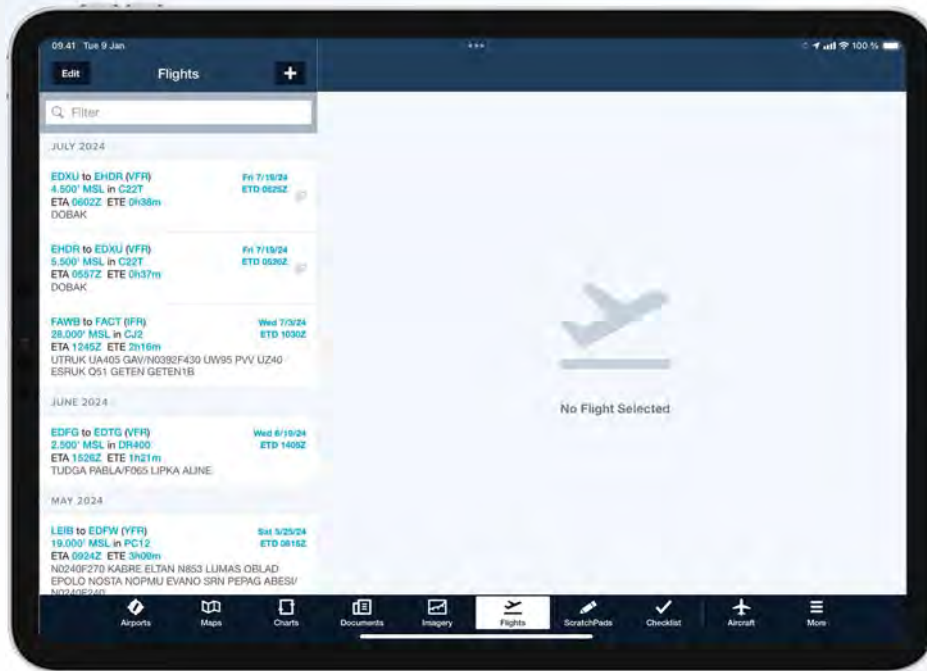 09.41 Tue 9 Jan
100 %
Edit Flights +
Filter
JULY 2024
EDXU to EHDR (VFR) Fri 7/19/24
4.500' MSL in C22T ETD 0525Z
ETA 0602Z ETE 0h38m
DOBAK
EHDR to EDXU (VFR) Fri 7/19/24
5.500' MSL in C22T ETD 0520Z
ETA 0557Z ETE 0h37m
DOBAK
FAWB to FACT (IFR) Wed 7/3/24
28.000' MSL in CJ2 ETD 1030Z
ETA 1245Z ETE 2h16m
UTRUK UA405 GAV/N0392F430 UW95 PVV UZ40
ESRUK Q51 GETEN GETEN1B
No Flight Selected
JUNE 2024
EDFG to EDTG (VFR) Wed 6/19/24
2.500' MSL in DR400 ETD 1405Z
ETA 1526Z ETE 1h21m
TUDGA PABLA/F065 LIPKA ALINE
MAY 2024
LEIB to EDFW (YFR) Sat 5/25/24
19.000' MSL in PC12 ETD 0615Z
ETA 0924Z ETE 3h09m
N0240F270 KABRE ELTAN N853 LUMAS OBLAD
EPOLO NOSTA NOPMU EVANO SRN PEPAG ABESI/
N0240F240
Airports Maps Charts Documents Imagery Flights ScratchPads Checklist Aircraft More